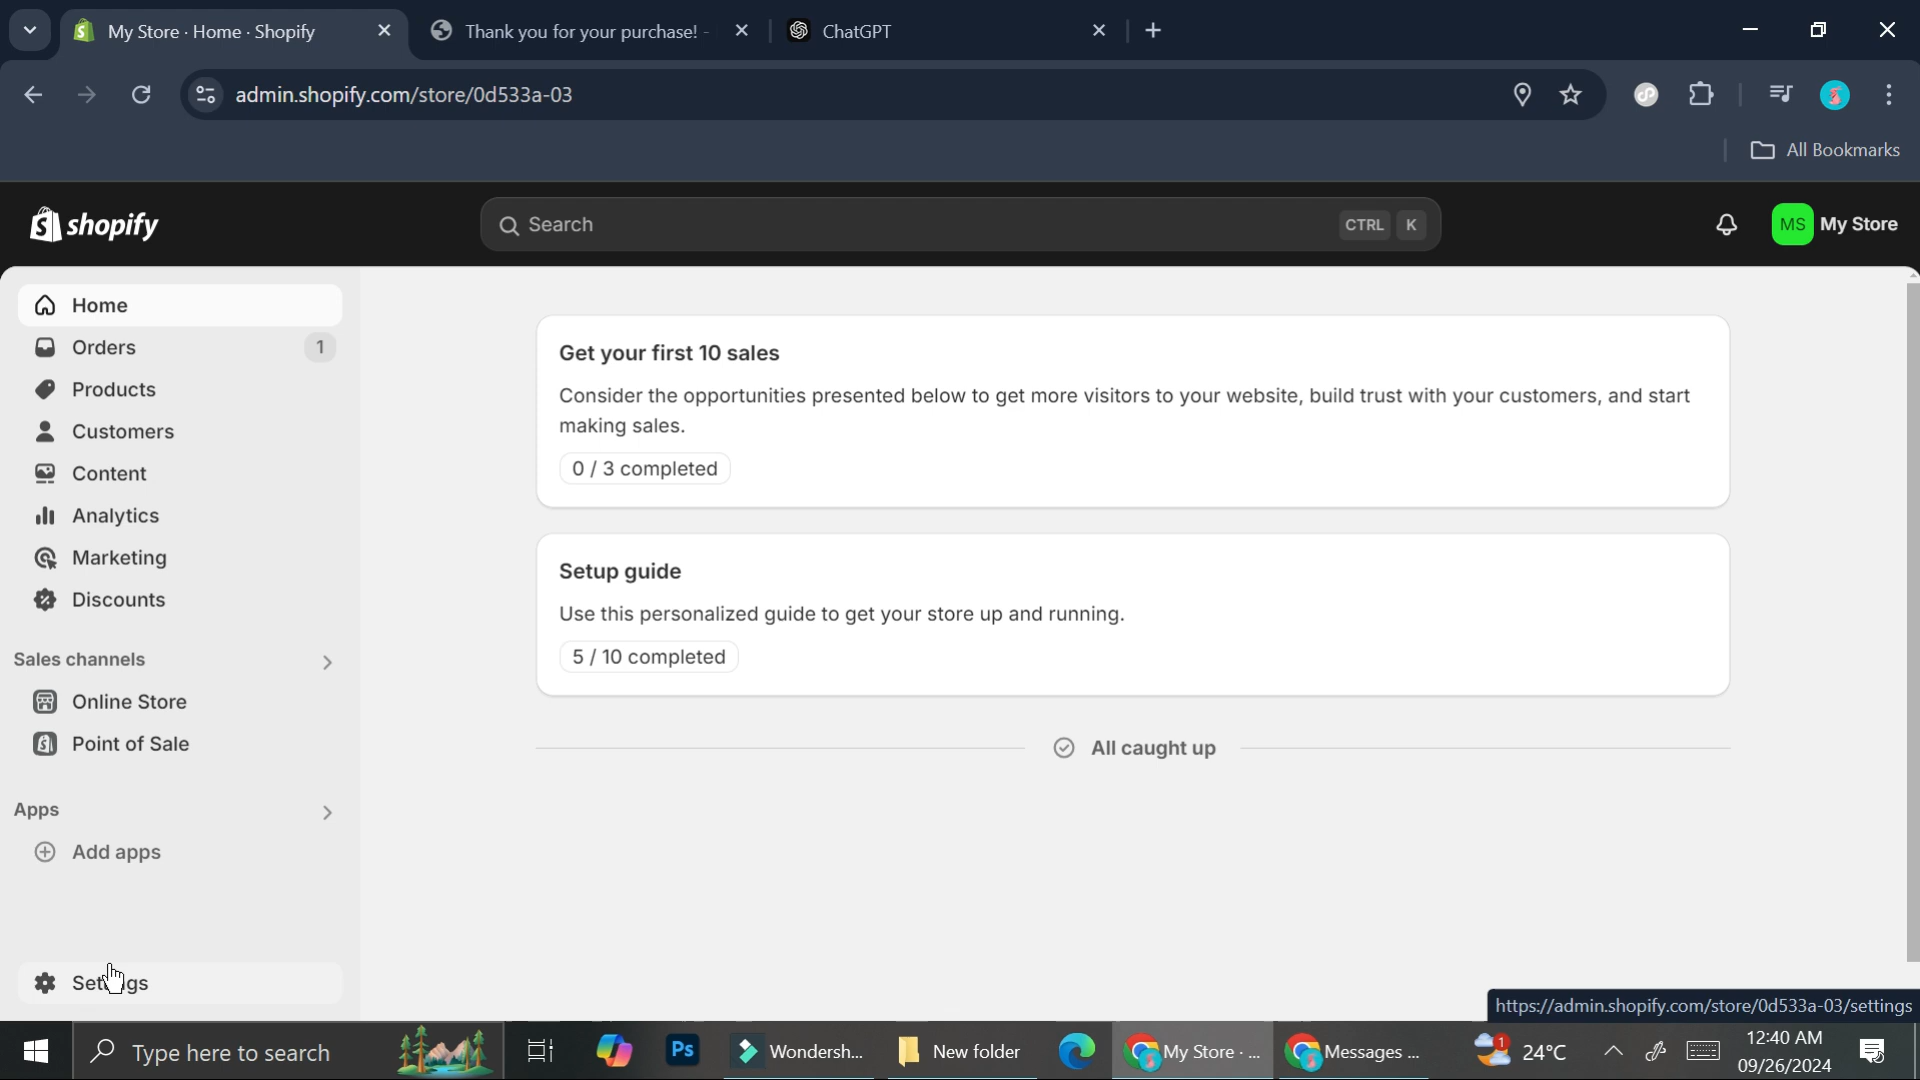 My Store · Home · Shopify
Thank you for your purchase! -
ChatGPT
admin.shopify.com/store/0d533a-03
All Bookmarks
shopify
Search
CTRL K
MS My Store
Home
Orders 1
Products
Customers
Content
Analytics
Marketing
Discounts
Sales channels
Online Store
Point of Sale
Apps
Add apps
Settings
Get your first 10 sales
Consider the opportunities presented below to get more visitors to your website, build trust with your customers, and start
making sales.
0 / 3 completed
Setup guide
Use this personalized guide to get your store up and running.
5 / 10 completed
All caught up
https://admin.shopify.com/store/0d533a-03/settings
Type here to search
Ps
Wondersh...
New folder
My Store · ...
Messages ...
1
24°C
12:40 AM
09/26/2024